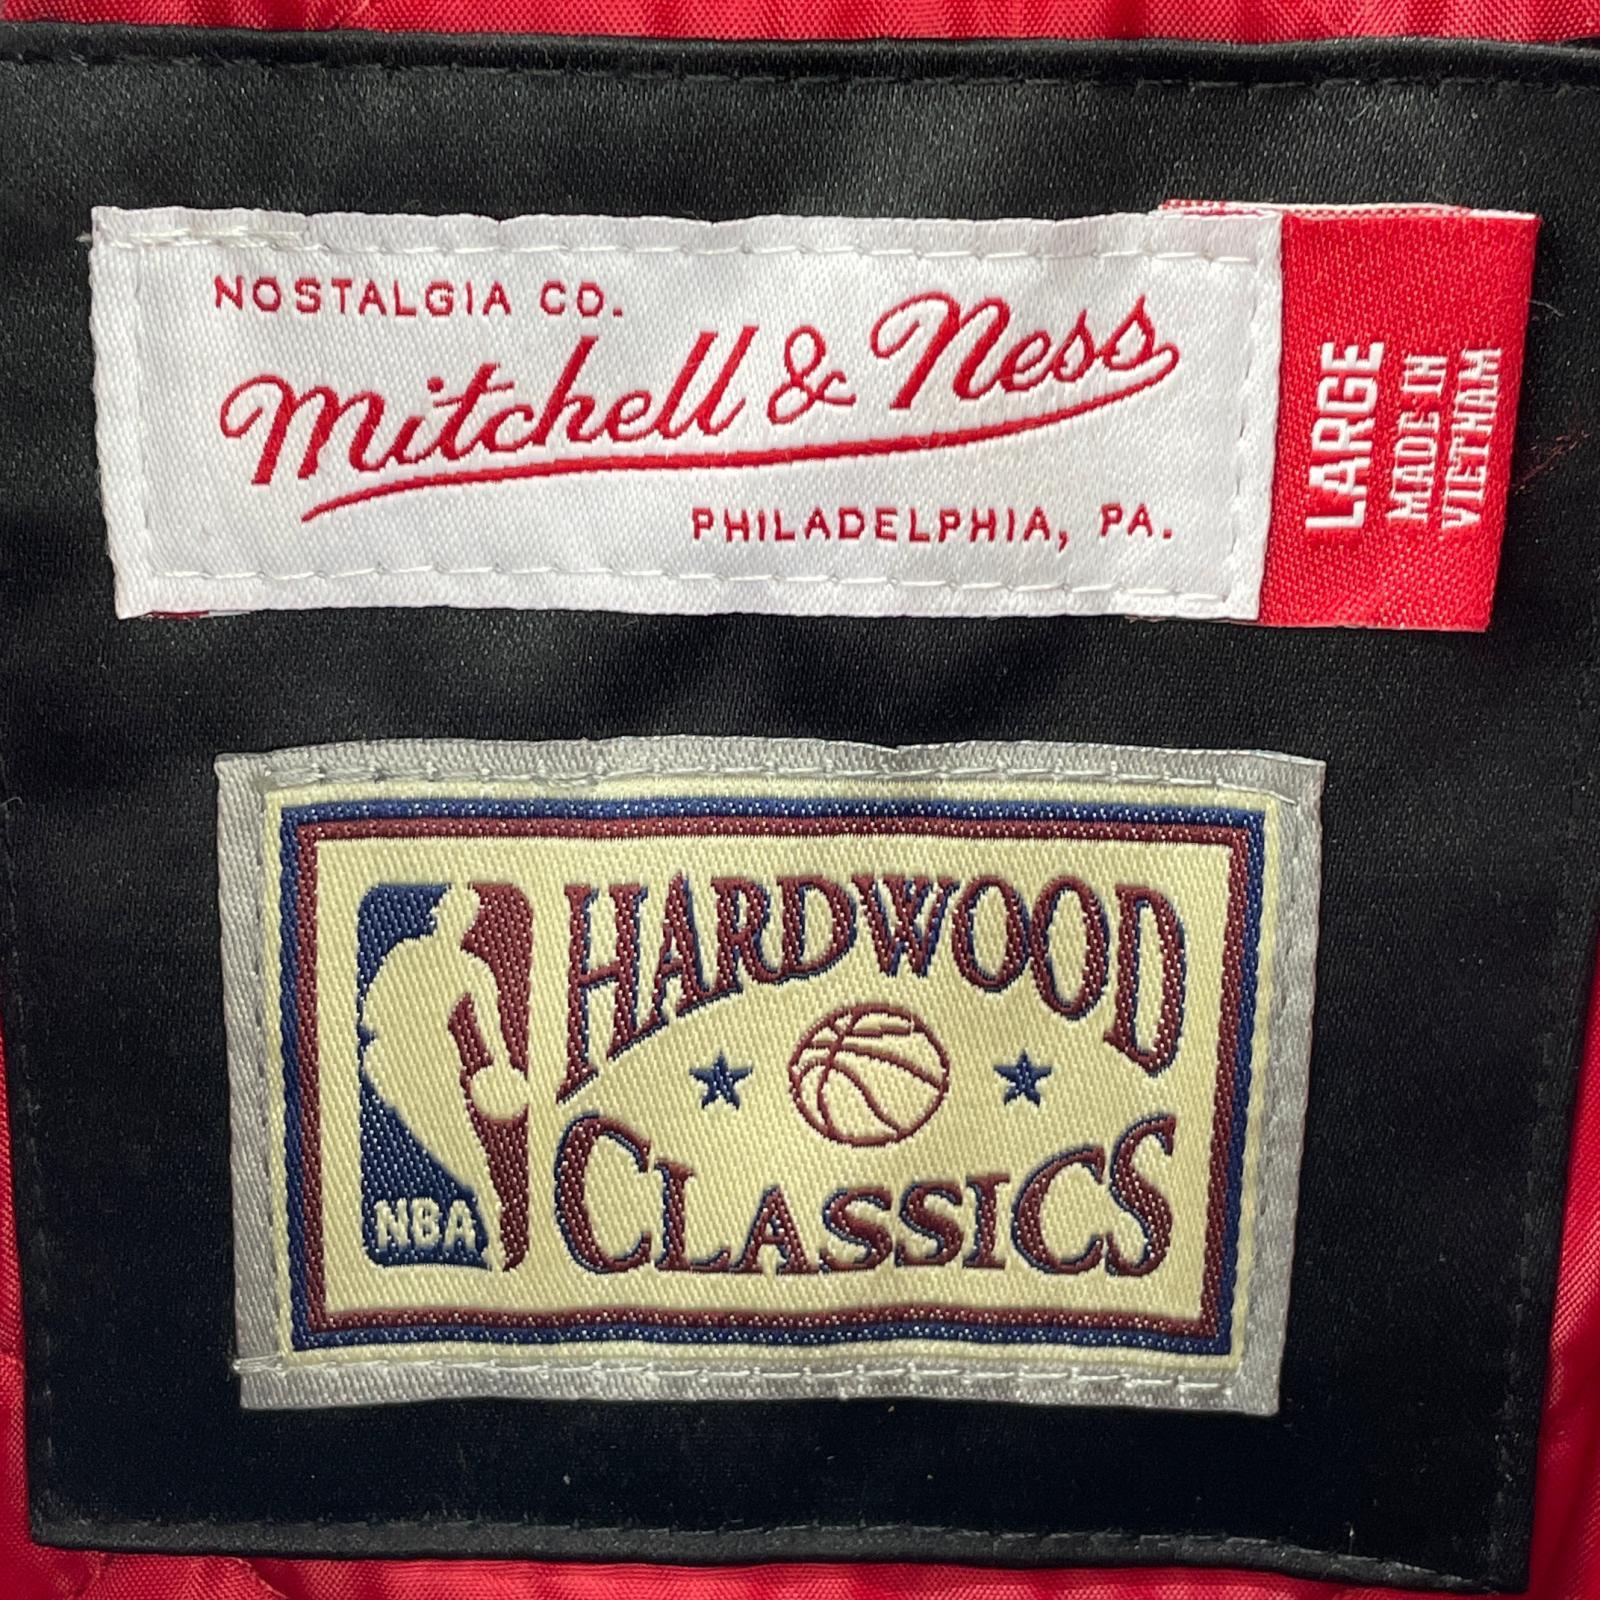 NOSTALGIA CO.
Mitchell & Ness
PHILADELPHIA, PA.
LARGE
MADE IN
VIETNAM
HARDWOOD
CLASSICS
NBA